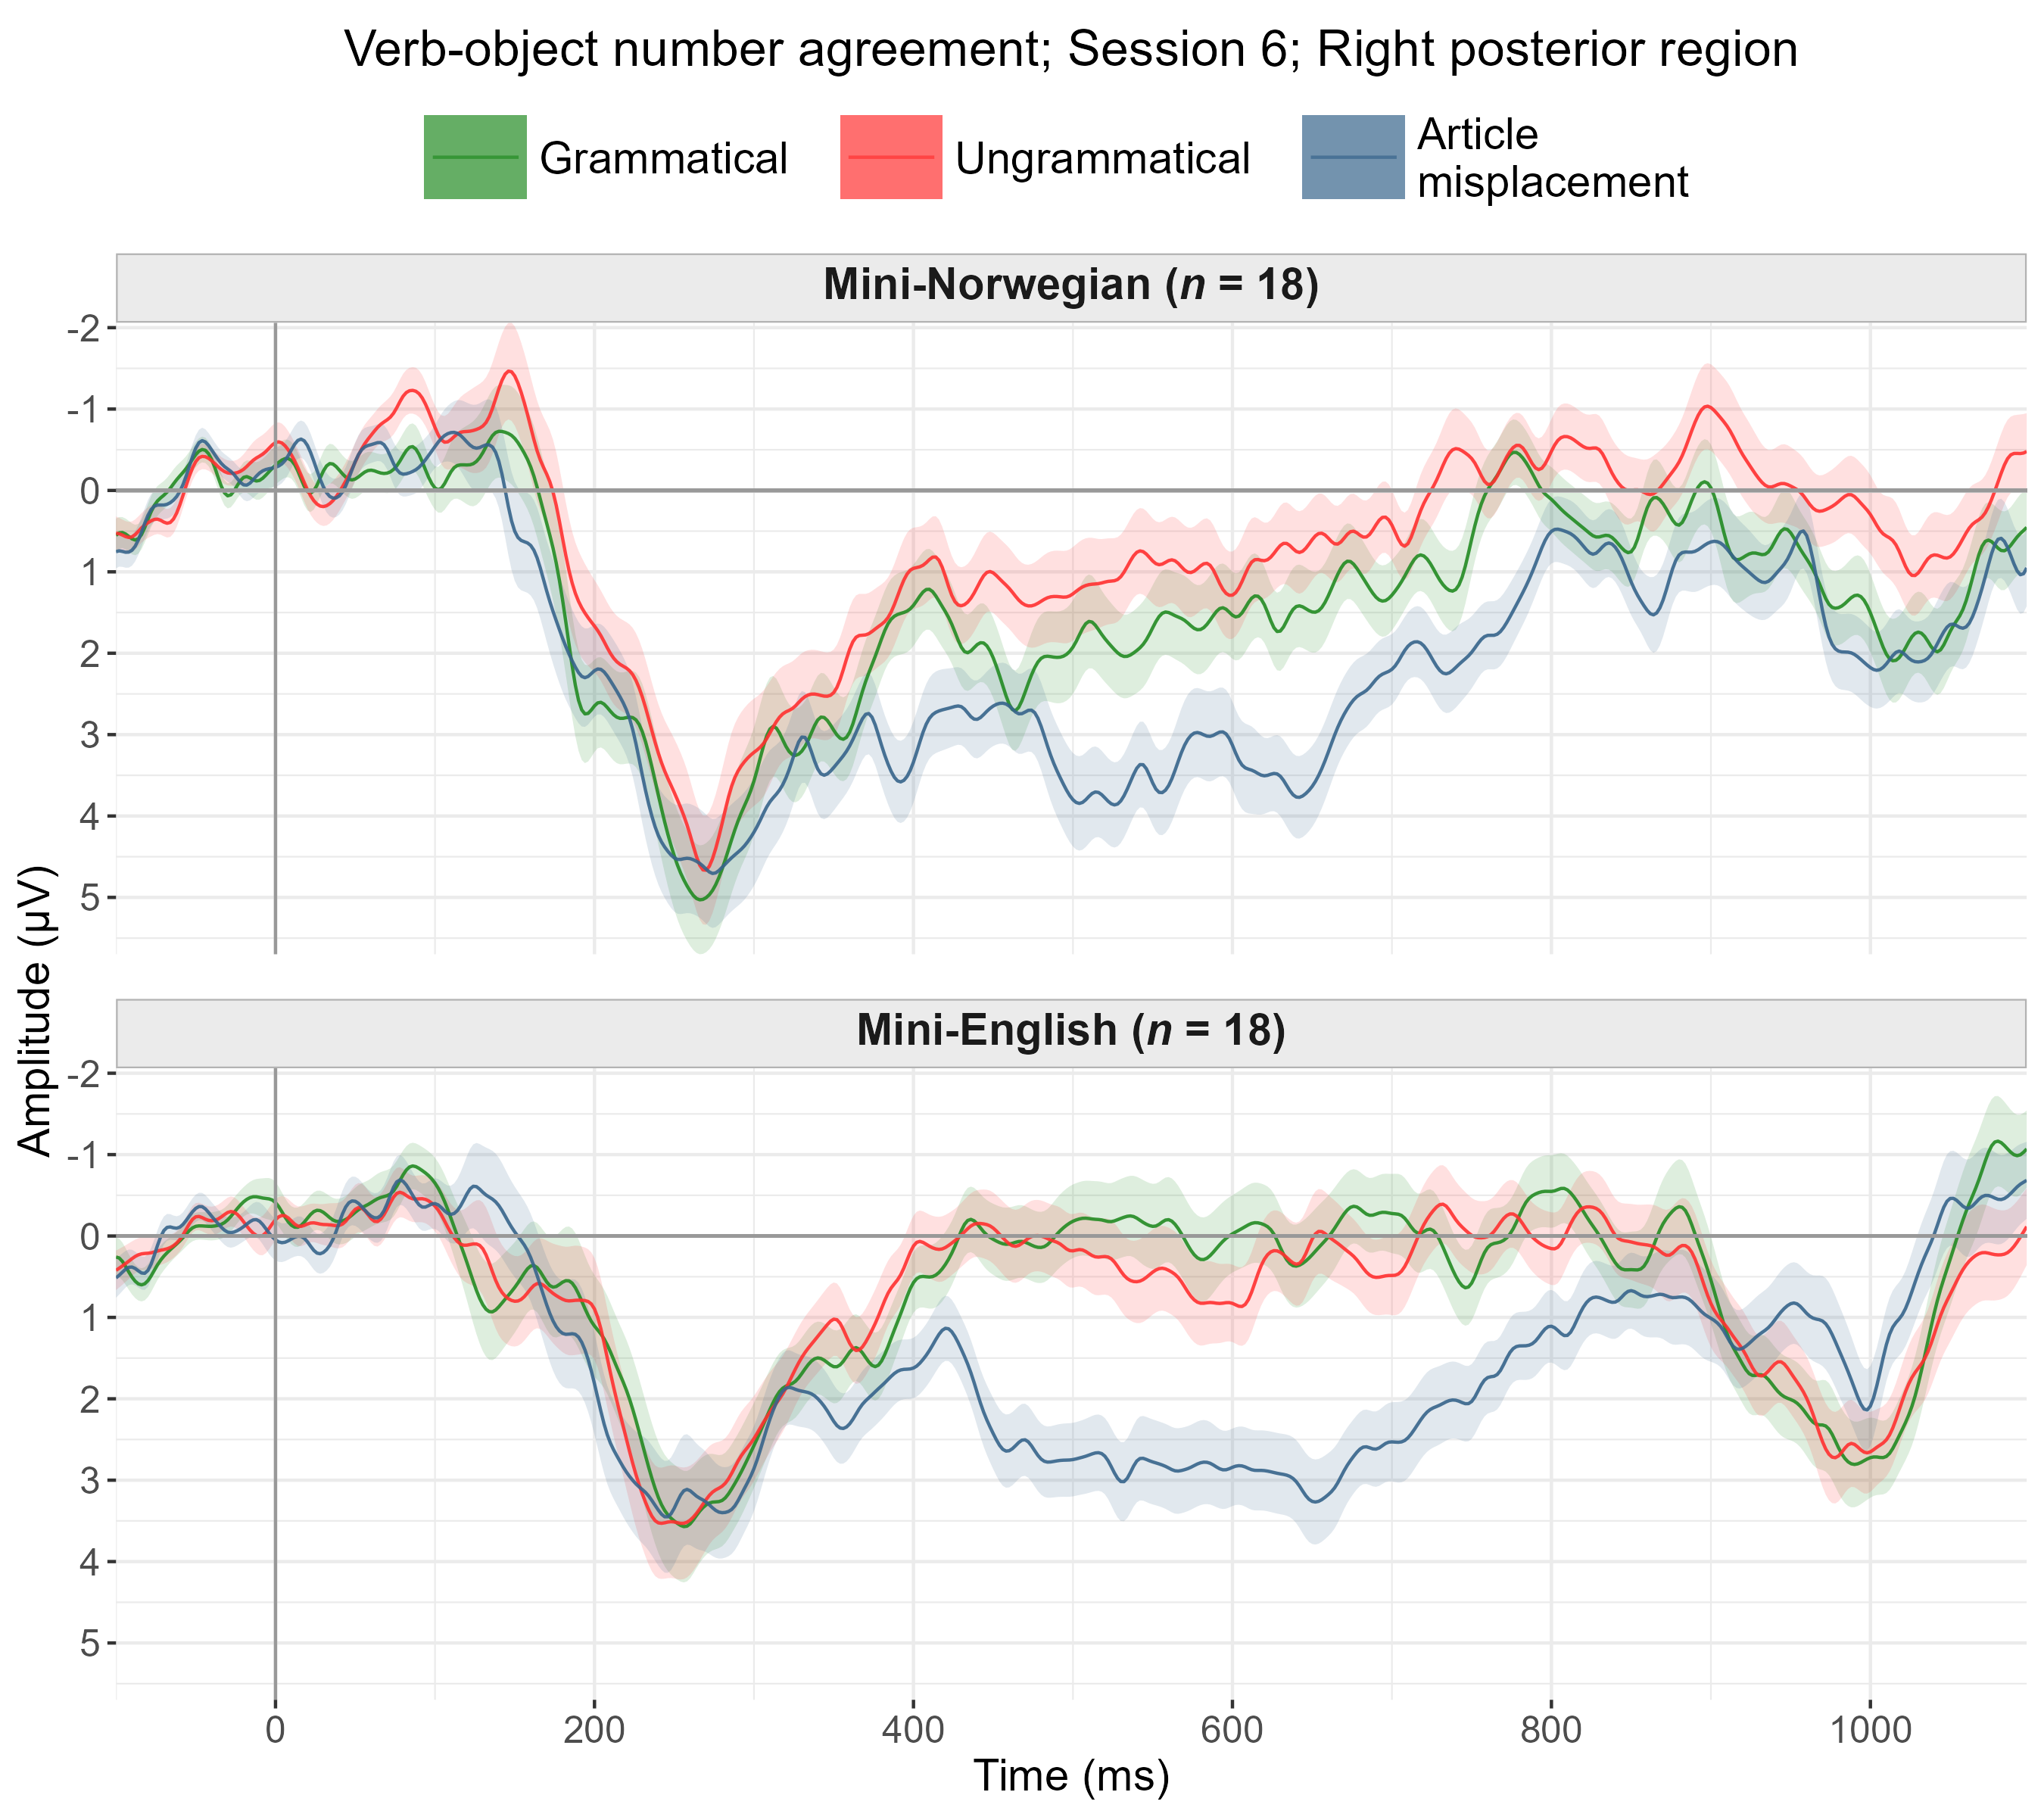 Verb-object number agreement; Session 6; Right posterior region
Grammatical
Ungrammatical
Article
misplacement
Mini-Norwegian (n = 18)
-2
-1
0
1
2
3
4
5
Amplitude (µV)
Mini-English (n = 18)
-2
-1
0
1
2
3
4
5
0 200 400 600 800 1000
Time (ms)